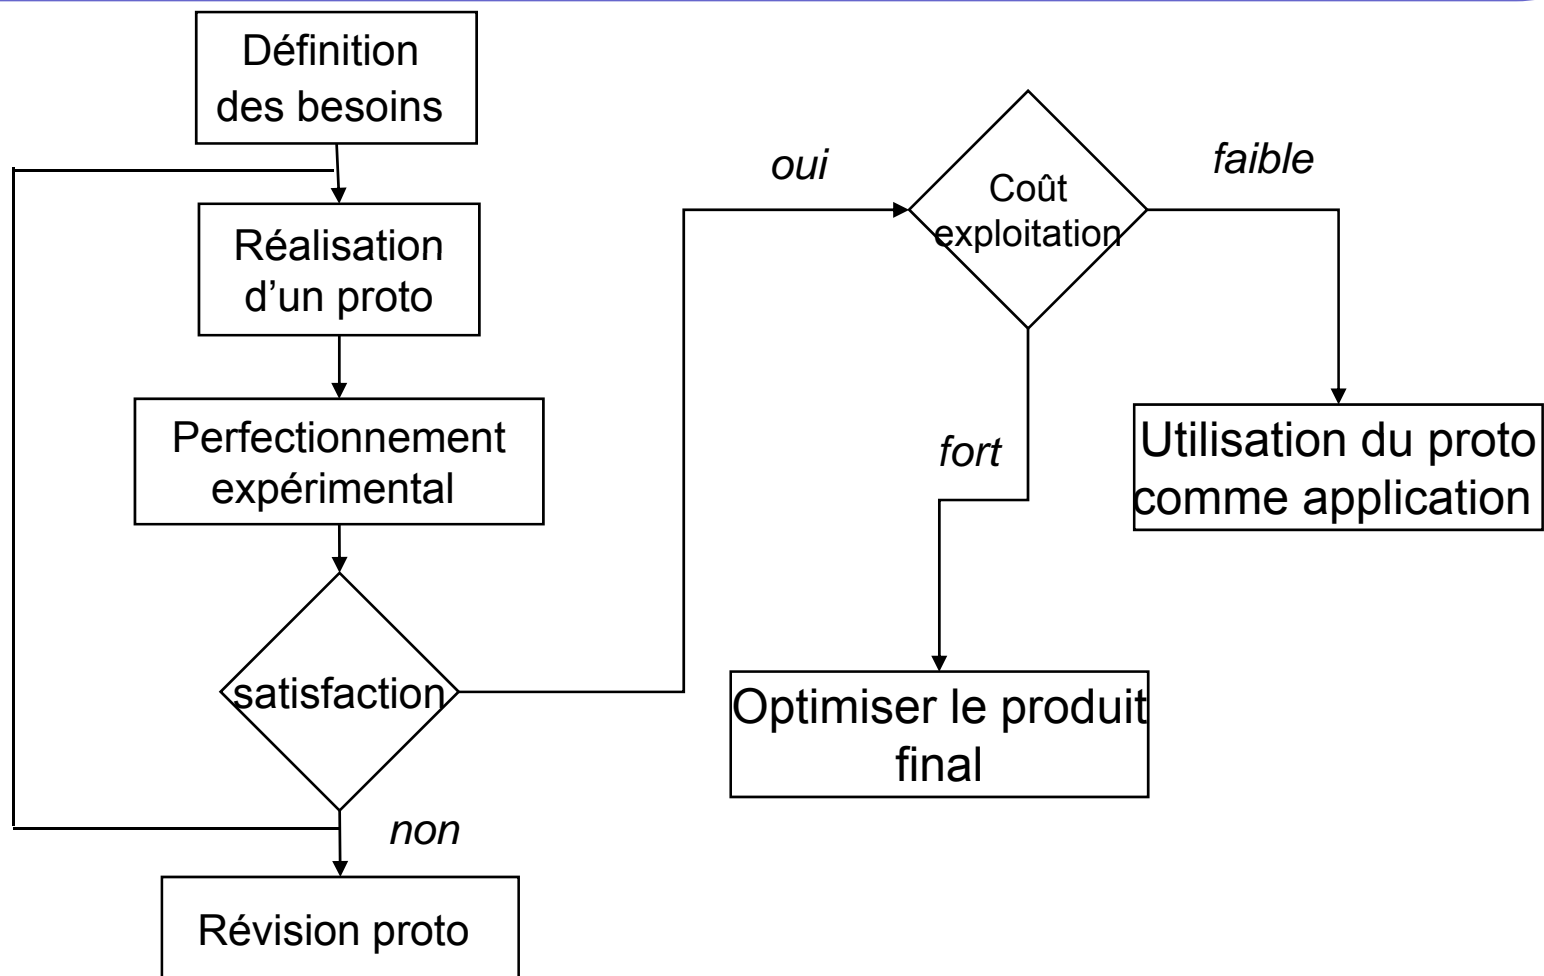 Définition
des besoins
Réalisation
d’un proto
Perfectionnement
expérimental
satisfaction
non
Révision proto
oui
Coût
exploitation
faible
fort
Utilisation du proto
comme application
Optimiser le produit
final